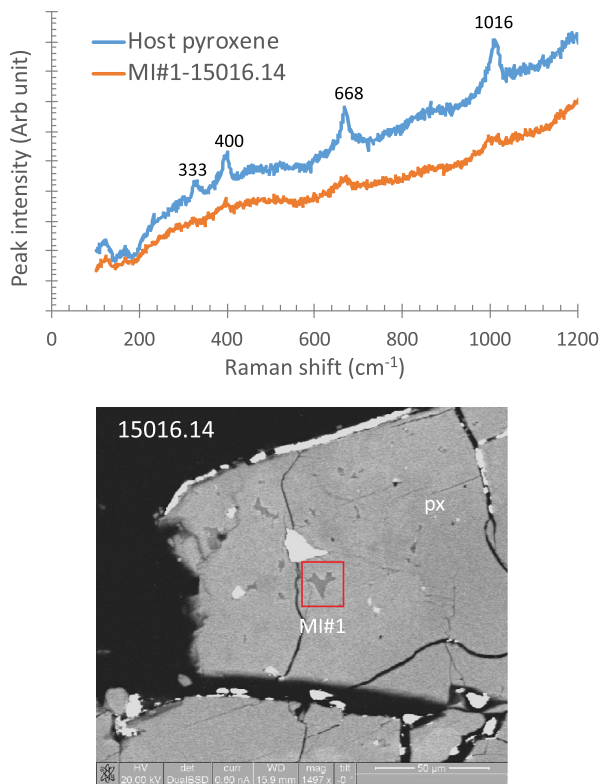 Host pyroxene
MI#1-15016.14
333
400
668
1016
Peak intensity (Arb unit)
0 200 400 600 800 1000 1200
Raman shift (cm-1)
15016.14
px
MI#1
HV det curr WD mag tilt
20.00 kV DualBSD 0.80 nA 15.9 mm 1497 x -0 °
50 µm